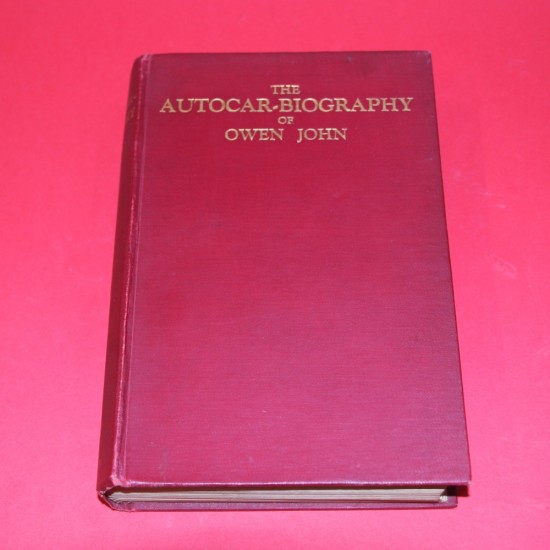 THE
AUTOCAR-BIOGRAPHY
OF
OWEN JOHN